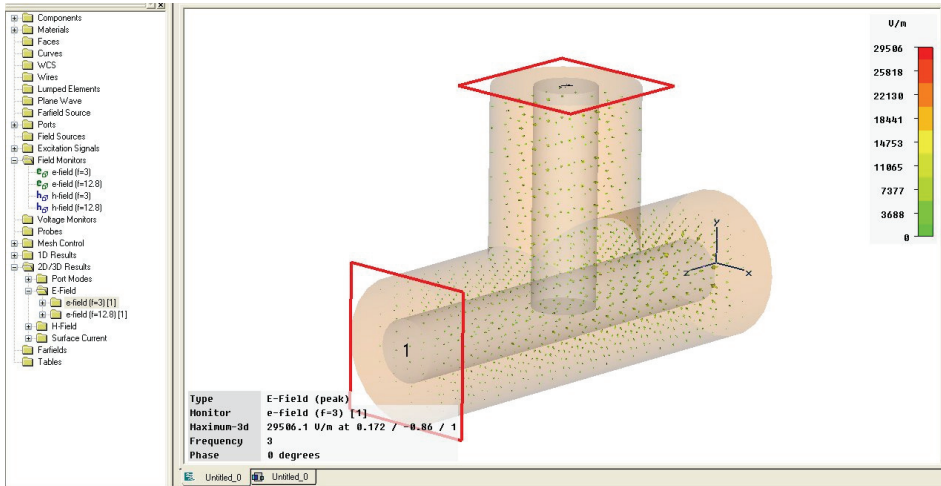 Components
Materials
Faces
Curves
WCS
Wires
Lumped Elements
Plane Wave
Farfield Source
Ports
Field Sources
Excitation Signals
Field Monitors
e-field (f=3)
e-field (f=12.8)
h-field (f=3)
h-field (f=12.8)
Voltage Monitors
Probes
Mesh Control
1D Results
2D/3D Results
Port Modes
E-Field
e-field (f=3) [1]
e-field (f=12.8) [1]
H-Field
Surface Current
Farfields
Tables
V/m
29506
25818
22130
18441
14753
11065
7377
3688
0
y
z
x
1
Type E-Field (peak)
Monitor e-field (f=3) [1]
Maximum-3d 29506.1 V/m at 0.172 / -0.86 / 1
Frequency 3
Phase 0 degrees
Untitled_0 Untitled_0